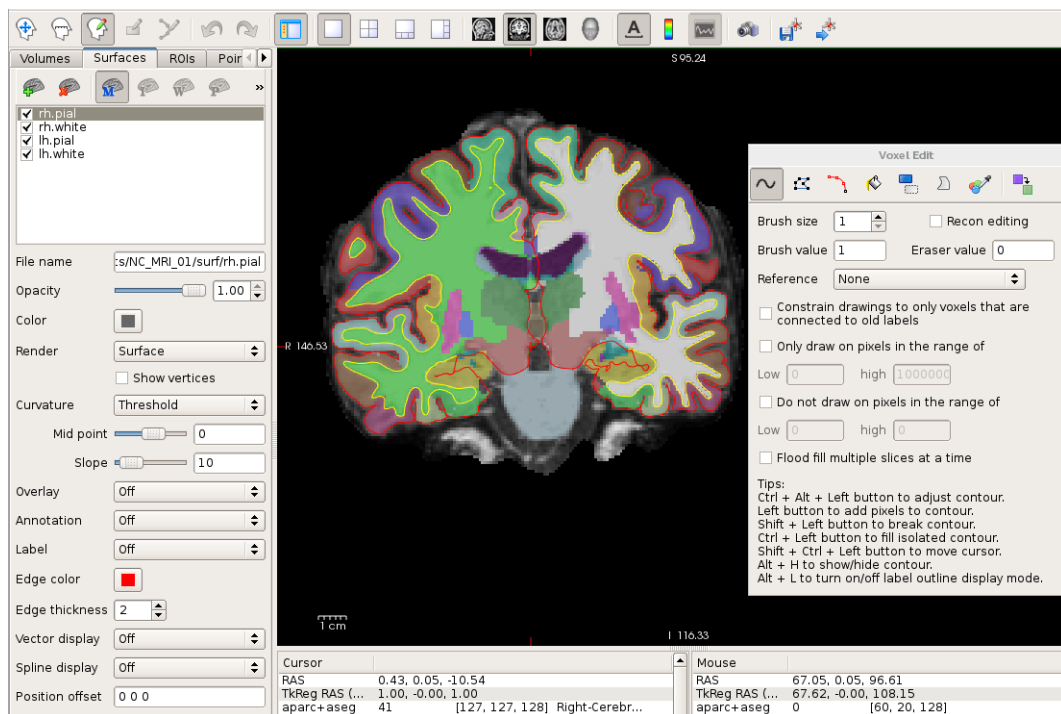 Volumes Surfaces ROIs Poin
»
rh.pial
rh.white
lh.pial
lh.white
File name :s/NC_MRI_01/surf/rh.pial
Opacity 1.00
Color
Render Surface
Show vertices
Curvature Threshold
Mid point 0
Slope 10
Overlay Off
Annotation Off
Label Off
Edge color
Edge thickness 2
Vector display Off
Spline display Off
Position offset 0 0 0
S 95.24
R 146.53
1 cm
I 116.33
Voxel Edit
Brush size 1 Recon editing
Brush value 1 Eraser value 0
Reference None
Constrain drawings to only voxels that are
connected to old labels
Only draw on pixels in the range of
Low 0 high 1000000
Do not draw on pixels in the range of
Low 0 high 0
Flood fill multiple slices at a time
Tips:
Ctrl + Alt + Left button to adjust contour.
Left button to add pixels to contour.
Shift + Left button to break contour.
Ctrl + Left button to fill isolated contour.
Shift + Ctrl + Left button to move cursor.
Alt + H to show/hide contour.
Alt + L to turn on/off label outline display mode.
Cursor
RAS 0.43, 0.05, -10.54
TkReg RAS (... 1.00, -0.00, 1.00
aparc+aseg 41 [127, 127, 128] Right-Cerebr...
Mouse
RAS 67.05, 0.05, 96.61
TkReg RAS (... 67.62, -0.00, 108.15
aparc+aseg 0 [60, 20, 128]